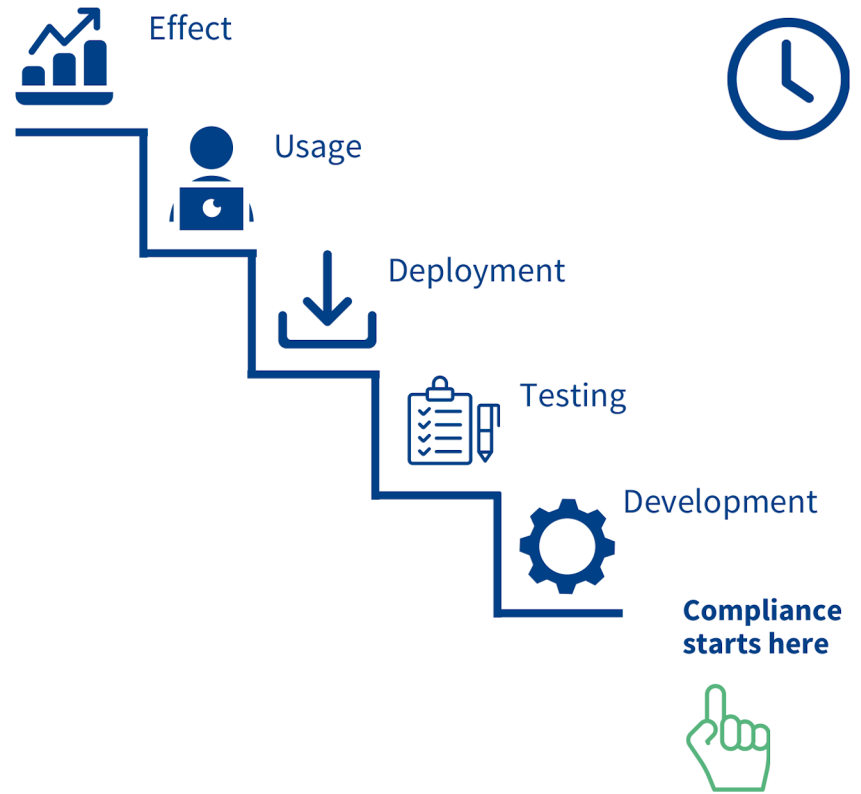 Effect
Usage
Deployment
Testing
Development
Compliance
starts here